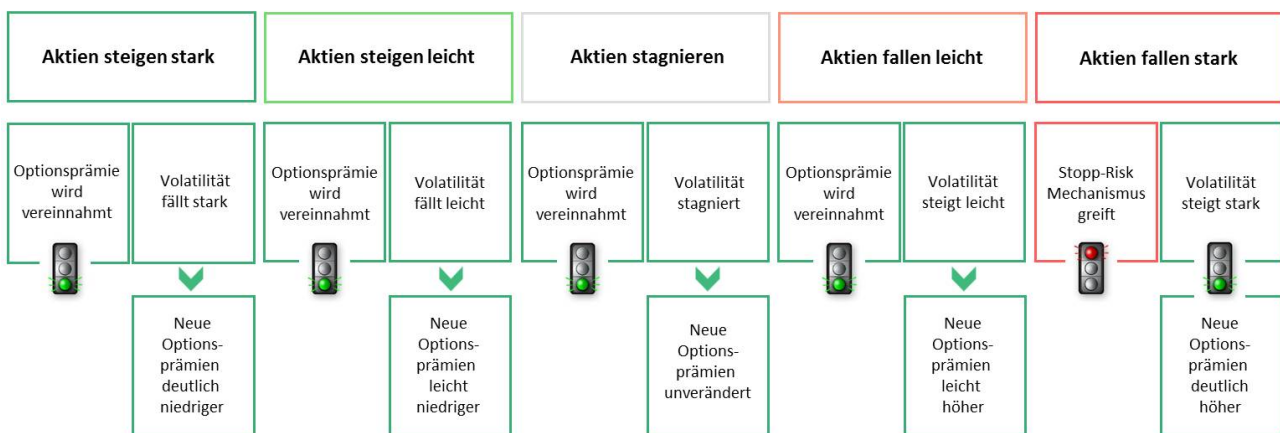 Aktien steigen stark
Aktien steigen leicht
Aktien stagnieren
Aktien fallen leicht
Aktien fallen stark
Optionsprämie
wird
vereinnahmt
Volatilität
fällt stark
Optionsprämie
wird
vereinnahmt
Volatilität
fällt leicht
Optionsprämie
wird
vereinnahmt
Volatilität
stagniert
Optionsprämie
wird
vereinnahmt
Volatilität
steigt leicht
Stopp-Risk
Mechanismus
greift
Volatilität
steigt stark
Neue
Options-
prämien
deutlich
niedriger
Neue
Options-
prämien
leicht
niedriger
Neue
Options-
prämien
unverändert
Neue
Options-
prämien
leicht
höher
Neue
Options-
prämien
deutlich
höher